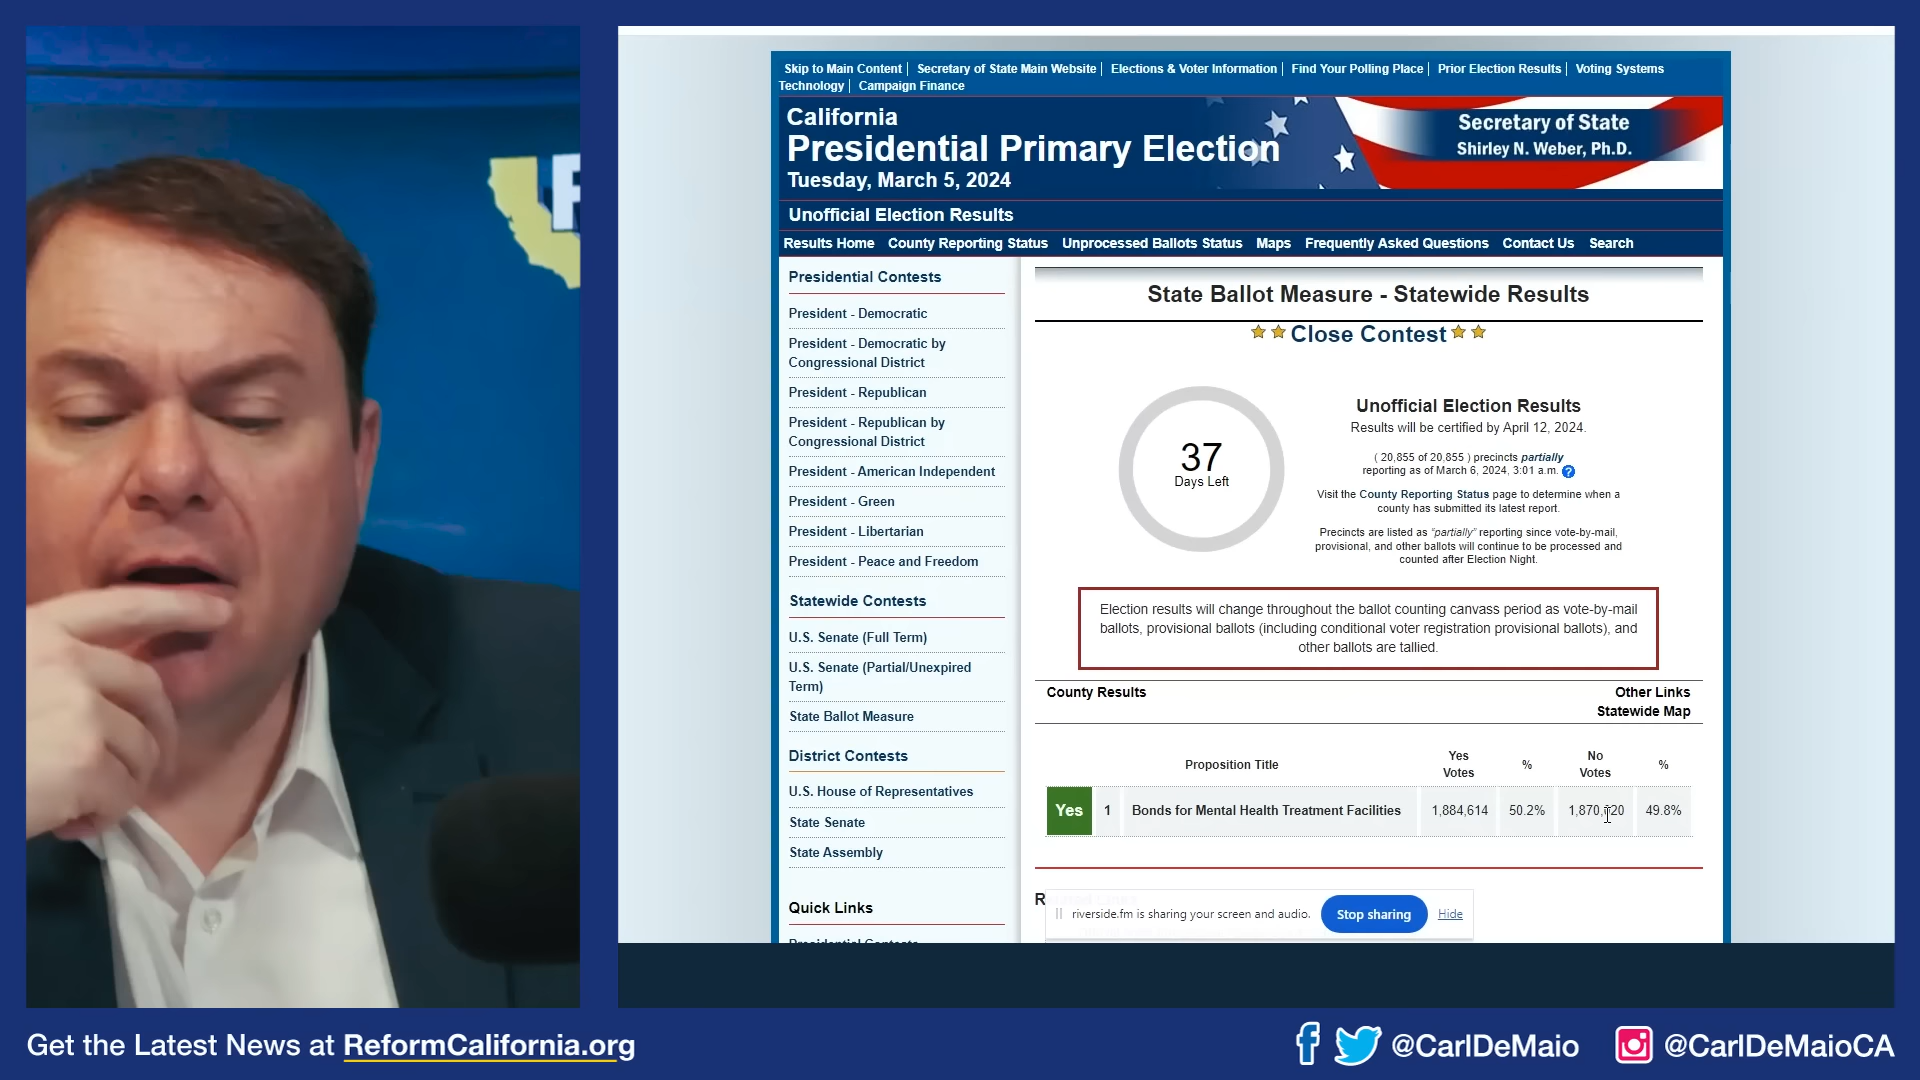 Skip to Main Content | Secretary of State Main Website | Elections & Voter Information | Find Your Polling Place | Prior Election Results | Voting Systems
Technology | Campaign Finance
California
Presidential Primary Election
Tuesday, March 5, 2024
Secretary of State
Shirley N. Weber, Ph.D.
Unofficial Election Results
Results Home County Reporting Status Unprocessed Ballots Status Maps Frequently Asked Questions Contact Us Search
Presidential Contests
President - Democratic
President - Democratic by
Congressional District
President - Republican
President - Republican by
Congressional District
President - American Independent
President - Green
President - Libertarian
President - Peace and Freedom
Statewide Contests
U.S. Senate (Full Term)
U.S. Senate (Partial/Unexpired
Term)
State Ballot Measure
District Contests
U.S. House of Representatives
State Senate
State Assembly
Quick Links
State Ballot Measure - Statewide Results
Close Contest
37
Days Left
Unofficial Election Results
Results will be certified by April 12, 2024.
( 20,855 of 20,855 ) precincts partially
reporting as of March 6, 2024, 3:01 a.m. ?
Visit the County Reporting Status page to determine when a
county has submitted its latest report.
Precincts are listed as "partially" reporting since vote-by-mail,
provisional, and other ballots will continue to be processed and
counted after Election Night.
Election results will change throughout the ballot counting canvass period as vote-by-mail
ballots, provisional ballots (including conditional voter registration provisional ballots), and
other ballots are tallied.
County Results
Other Links
Statewide Map
Proposition Title
Yes
Votes
%
No
Votes
%
Yes 1 Bonds for Mental Health Treatment Facilities 1,884,614 50.2% 49.8%
riverside.fm is sharing your screen and audio. Stop sharing Hide
Get the Latest News at ReformCalifornia.org
@CarlDeMaio
@CarlDeMaioCA